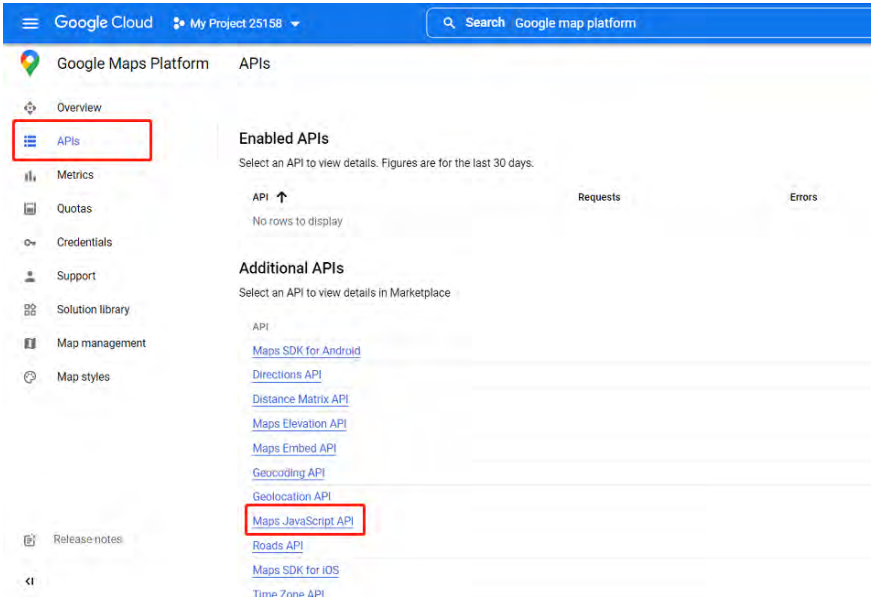 Google Cloud My Project 25158 Search Google map platform
Google Maps Platform APIs
Overview
APIs
Metrics
Quotas
Credentials
Support
Solution library
Map management
Map styles
Release notes
Enabled APIs
Select an API to view details. Figures are for the last 30 days.
API Requests Errors
No rows to display
Additional APIs
Select an API to view details in Marketplace
API
Maps SDK for Android
Directions API
Distance Matrix API
Maps Elevation API
Maps Embed API
Geocoding API
Geolocation API
Maps JavaScript API
Roads API
Maps SDK for iOS
Time Zone API